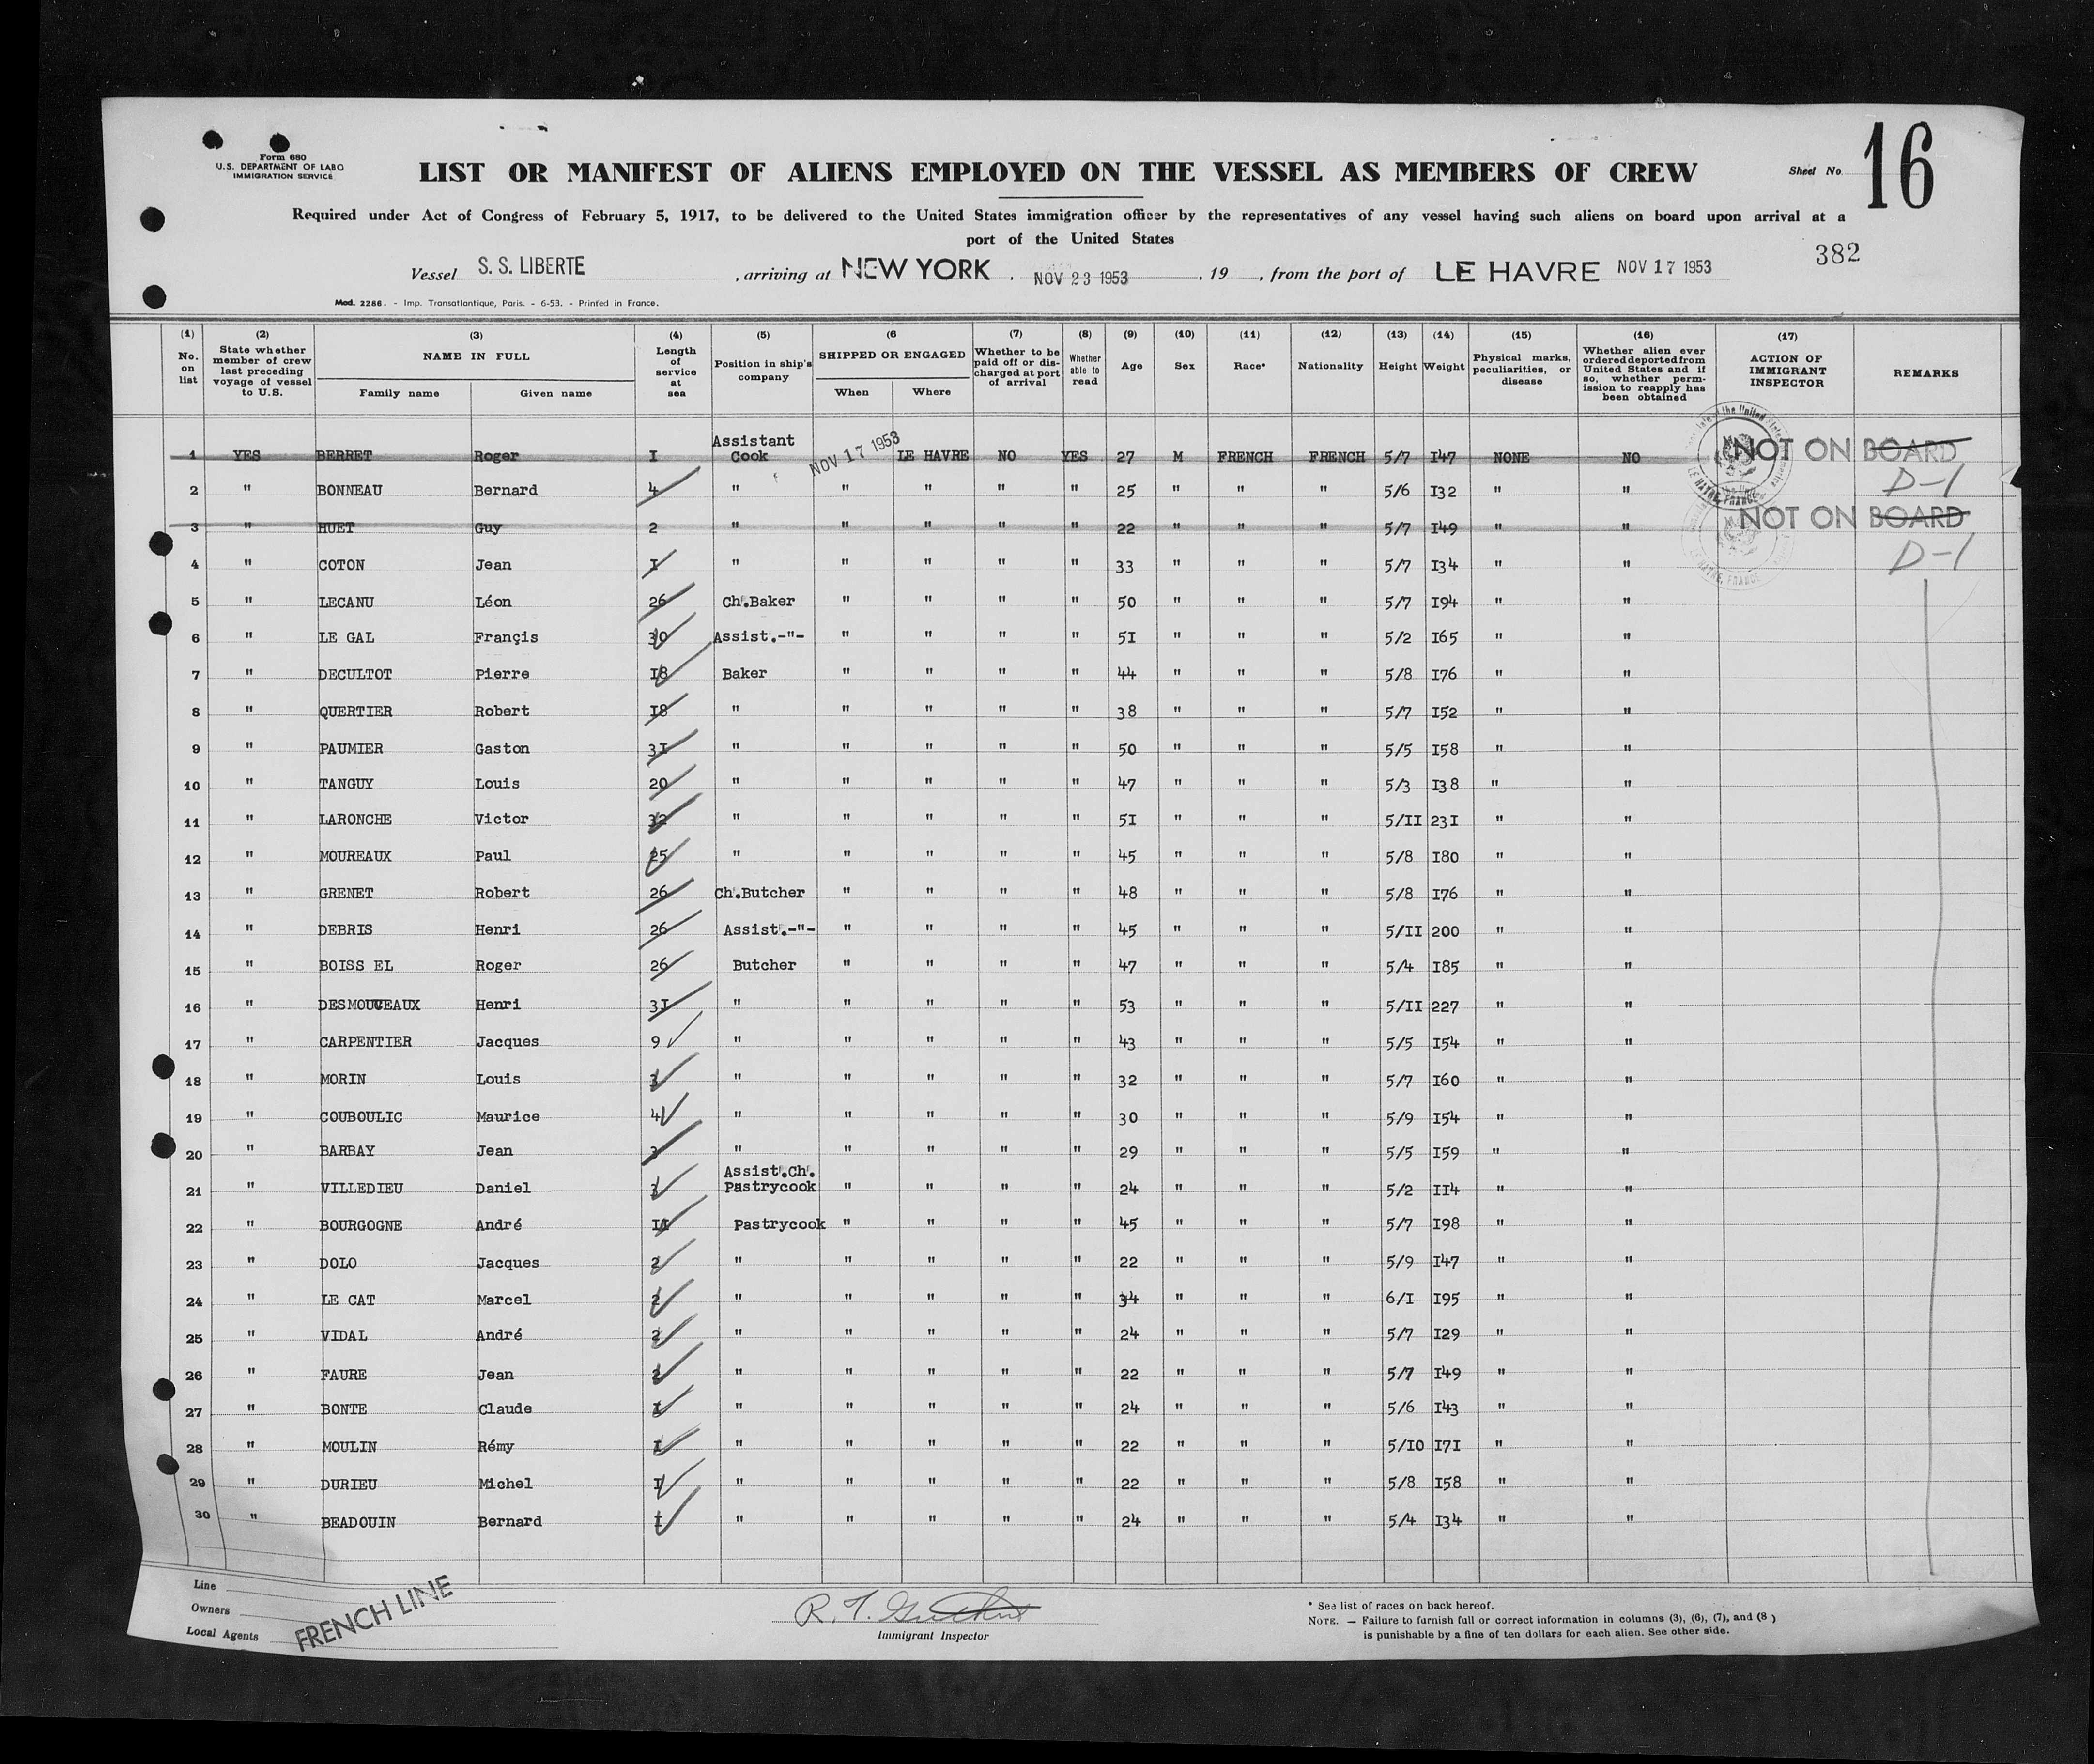 Form 680
U.S. DEPARTMENT OF LABO
IMMIGRATION SERVICE
LIST OR MANIFEST OF ALIENS EMPLOYED ON THE VESSEL AS MEMBERS OF CREW
Sheet No. 16
Required under Act of Congress of February 5, 1917, to be delivered to the United States immigration officer by the representatives of any vessel having such aliens on board upon arrival at a
port of the United States
382
Vessel S. S. LIBERTE , arriving at NEW YORK , NOV 23 1953 , 19 , from the port of LE HAVRE NOV 17 1953
Mod. 2286. - Imp. Transatlantique, Paris. - 6-53. - Printed in France.
(1) No. on list
(2) State whether member of crew last preceding voyage of vessel to U.S.
(3) NAME IN FULL Family name Given name
(4) Length of service at sea
(5) Position in ship's company
(6 SHIPPED OR ENGAGED When Where
(7) Whether to be paid off or discharged at port of arrival
(8) Whether able to read
(9) Age
(10) Sex
(11) Race*
(12) Nationality
(13) Height
(14) Weight
(15) Physical marks, peculiarities, or disease
(16) Whether alien ever ordered deported from United States and if so, whether permission to reapply has been obtained
(17) ACTION OF IMMIGRANT INSPECTOR
REMARKS
1 YES BERRET Roger I Assistant Cook NOV 17 1953 LE HAVRE NO YES 27 M FRENCH FRENCH 5/7 I47 NONE NO NOT ON BOARD
D-1
2 " BONNEAU Bernard 4 " " " " " 25 " " " 5/6 I32 " "
3 " HUET Guy 2 " " " " " 22 " " " 5/7 I49 " " NOT ON BOARD
D-1
4 " COTON Jean I " " " " " 33 " " " 5/7 I34 " "
5 " LECANU Léon 26 Ch.Baker " " " " 50 " " " 5/7 I94 " "
6 " LE GAL Françis 30 Assist.-"- " " " " 5I " " " 5/2 I65 " "
7 " DECULTOT Pierre I8 Baker " " " " 44 " " " 5/8 I76 " "
8 " QUERTIER Robert I8 " " " " " 38 " " " 5/7 I52 " "
9 " PAUMIER Gaston 3I " " " " " 50 " " " 5/5 I58 " "
10 " TANGUY Louis 20 " " " " " 47 " " " 5/3 I38 " "
11 " LARONCHE Victor 32 " " " " " 5I " " " 5/II 23I " "
12 " MOUREAUX Paul 25 " " " " " 45 " " " 5/8 I80 " "
13 " GRENET Robert 26 Ch.Butcher " " " " 48 " " " 5/8 I76 " "
14 " DEBRIS Henri 26 Assist.-"- " " " " 45 " " " 5/II 200 " "
15 " BOISS EL Roger 26 Butcher " " " " 47 " " " 5/4 I85 " "
16 " DESMOUVEAUX Henri 3I " " " " " 53 " " " 5/II 227 " "
17 " CARPENTIER Jacques 9 " " " " " 43 " " " 5/5 I54 " "
18 " MORIN Louis 3 " " " " " 32 " " " 5/7 I60 " "
19 " COUBOULIC Maurice 4 " " " " " 30 " " " 5/9 I54 " "
20 " BARBAY Jean 3 " " " " " 29 " " " 5/5 I59 " "
21 " VILLEDIEU Daniel 3 Assist.Ch. Pastrycook " " " " 24 " " " 5/2 II4 " "
22 " BOURGOGNE André II Pastrycook " " " " 45 " " " 5/7 I98 " "
23 " DOLO Jacques 2 " " " " " 22 " " " 5/9 I47 " "
24 " LE CAT Marcel 2 " " " " " 34 " " " 6/I I95 " "
25 " VIDAL André 2 " " " " " 24 " " " 5/7 I29 " "
26 " FAURE Jean 2 " " " " " 22 " " " 5/7 I49 " "
27 " BONTE Claude I " " " " " 24 " " " 5/6 I43 " "
28 " MOULIN Rémy I " " " " " 22 " " " 5/I0 I7I " "
29 " DURIEU Michel I " " " " " 22 " " " 5/8 I58 " "
30 " BEADOUIN Bernard I " " " " " 24 " " " 5/4 I34 " "
Line
Owners
Local Agents
FRENCH LINE
R. T.
Immigrant Inspector
* See list of races on back hereof.
NOTE. — Failure to furnish full or correct information in columns (3), (6), (7), and (8 )
is punishable by a fine of ten dollars for each alien. See other side.